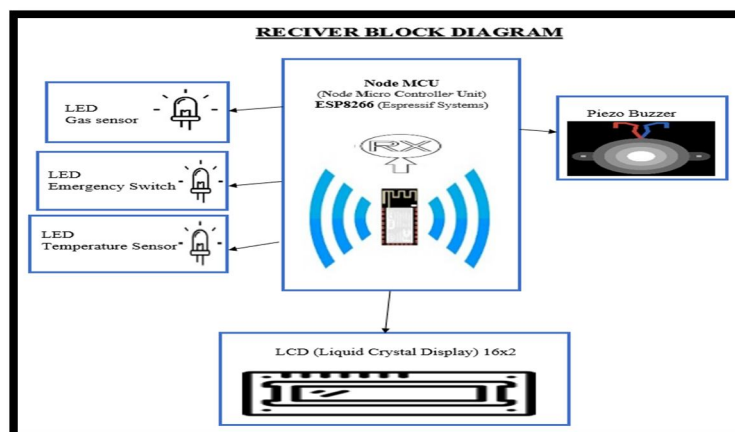 RECIVER BLOCK DIAGRAM
LED
Gas sensor
LED
Emergency Switch
LED
Temperature Sensor
Node MCU
(Node Micro Controller Unit)
ESP8266 (Espressif Systems)
RX
Piezo Buzzer
LCD (Liquid Crystal Display) 16x2